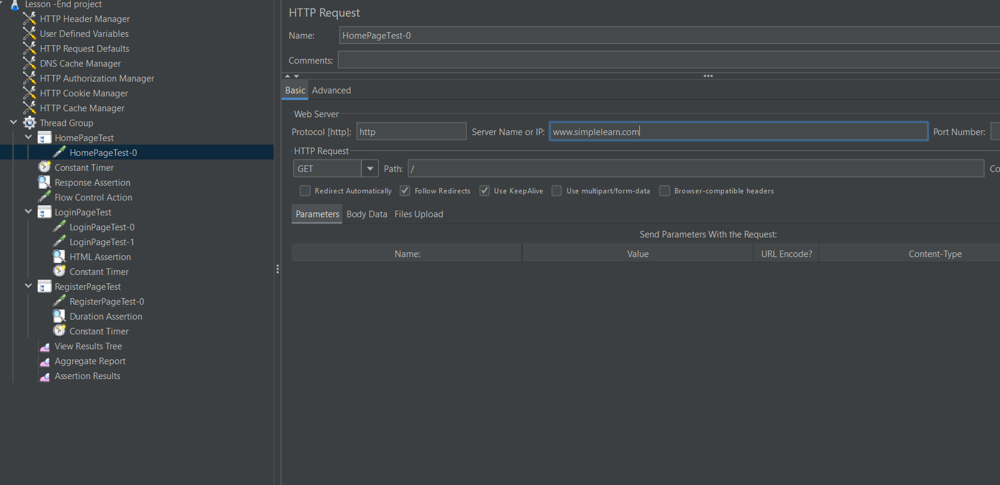 Lesson -End project
HTTP Header Manager
User Defined Variables
HTTP Request Defaults
DNS Cache Manager
HTTP Authorization Manager
HTTP Cookie Manager
HTTP Cache Manager
Thread Group
HomePageTest
HomePageTest-0
Constant Timer
Response Assertion
Flow Control Action
LoginPageTest
LoginPageTest-0
LoginPageTest-1
HTML Assertion
Constant Timer
RegisterPageTest
RegisterPageTest-0
Duration Assertion
Constant Timer
View Results Tree
Aggregate Report
Assertion Results
HTTP Request
Name: HomePageTest-0
Comments:
Basic Advanced
Web Server
Protocol [http]: http Server Name or IP: www.simplelearn.com Port Number:
HTTP Request
GET Path: / Co
Redirect Automatically Follow Redirects Use KeepAlive Use multipart/form-data Browser-compatible headers
Parameters Body Data Files Upload
Send Parameters With the Request:
Name: Value URL Encode? Content-Type